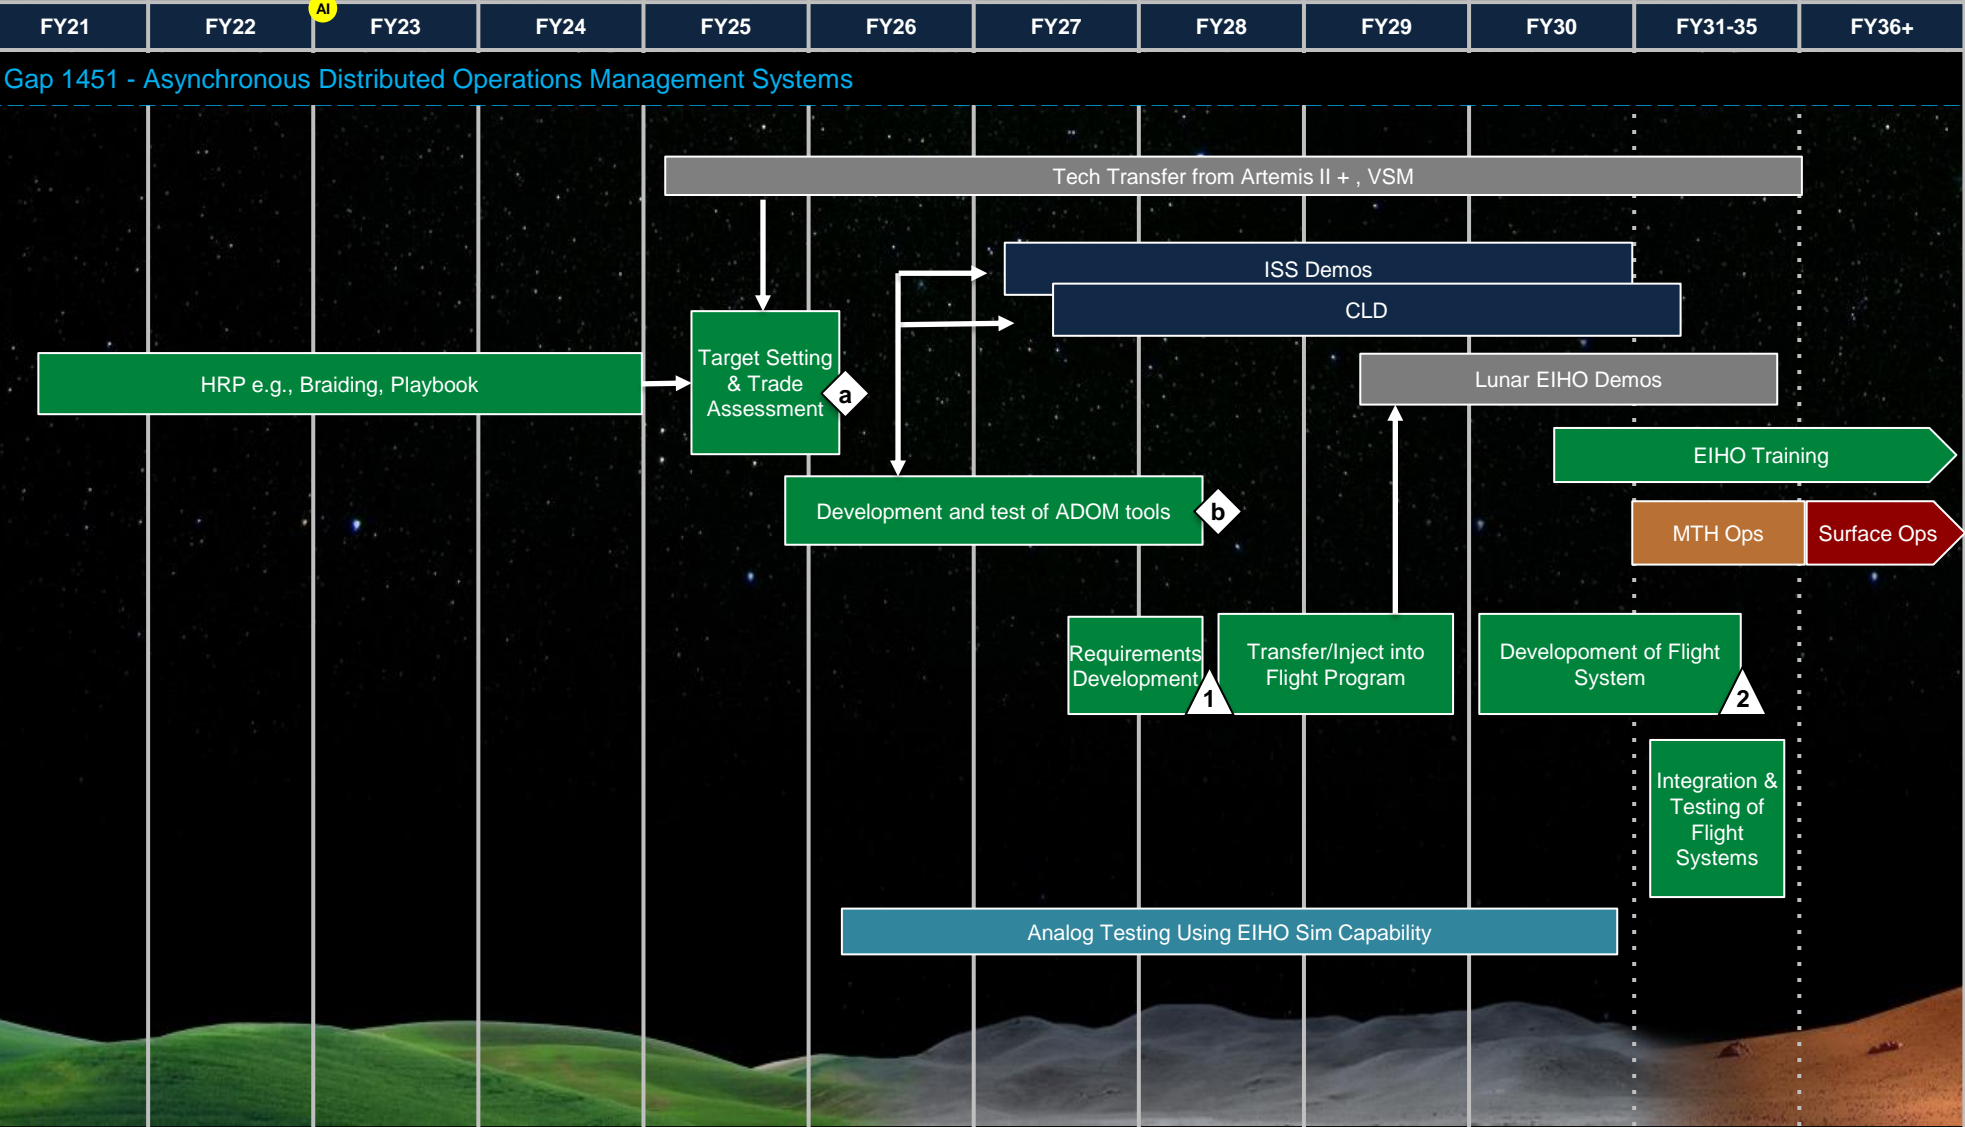 AI
FY21 FY22 FY23 FY24 FY25 FY26 FY27 FY28 FY29 FY30 FY31-35 FY36+
Gap 1451 - Asynchronous Distributed Operations Management Systems
Tech Transfer from Artemis II + , VSM
ISS Demos
CLD
Target Setting
& Trade
Assessment
a
HRP e.g., Braiding, Playbook
Lunar EIHO Demos
EIHO Training
Development and test of ADOM tools
b
MTH Ops
Surface Ops
Requirements
Development
1
Transfer/Inject into
Flight Program
Developoment of Flight
System
2
Integration &
Testing of
Flight
Systems
Analog Testing Using EIHO Sim Capability